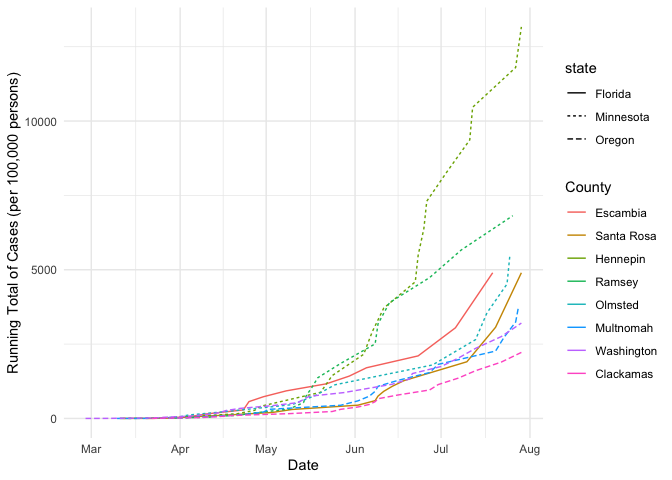 Running Total of Cases (per 100,000 persons)
10000
5000
0
Mar Apr May Jun Jul Aug
Date
state
Florida
Minnesota
Oregon
County
Escambia
Santa Rosa
Hennepin
Ramsey
Olmsted
Multnomah
Washington
Clackamas